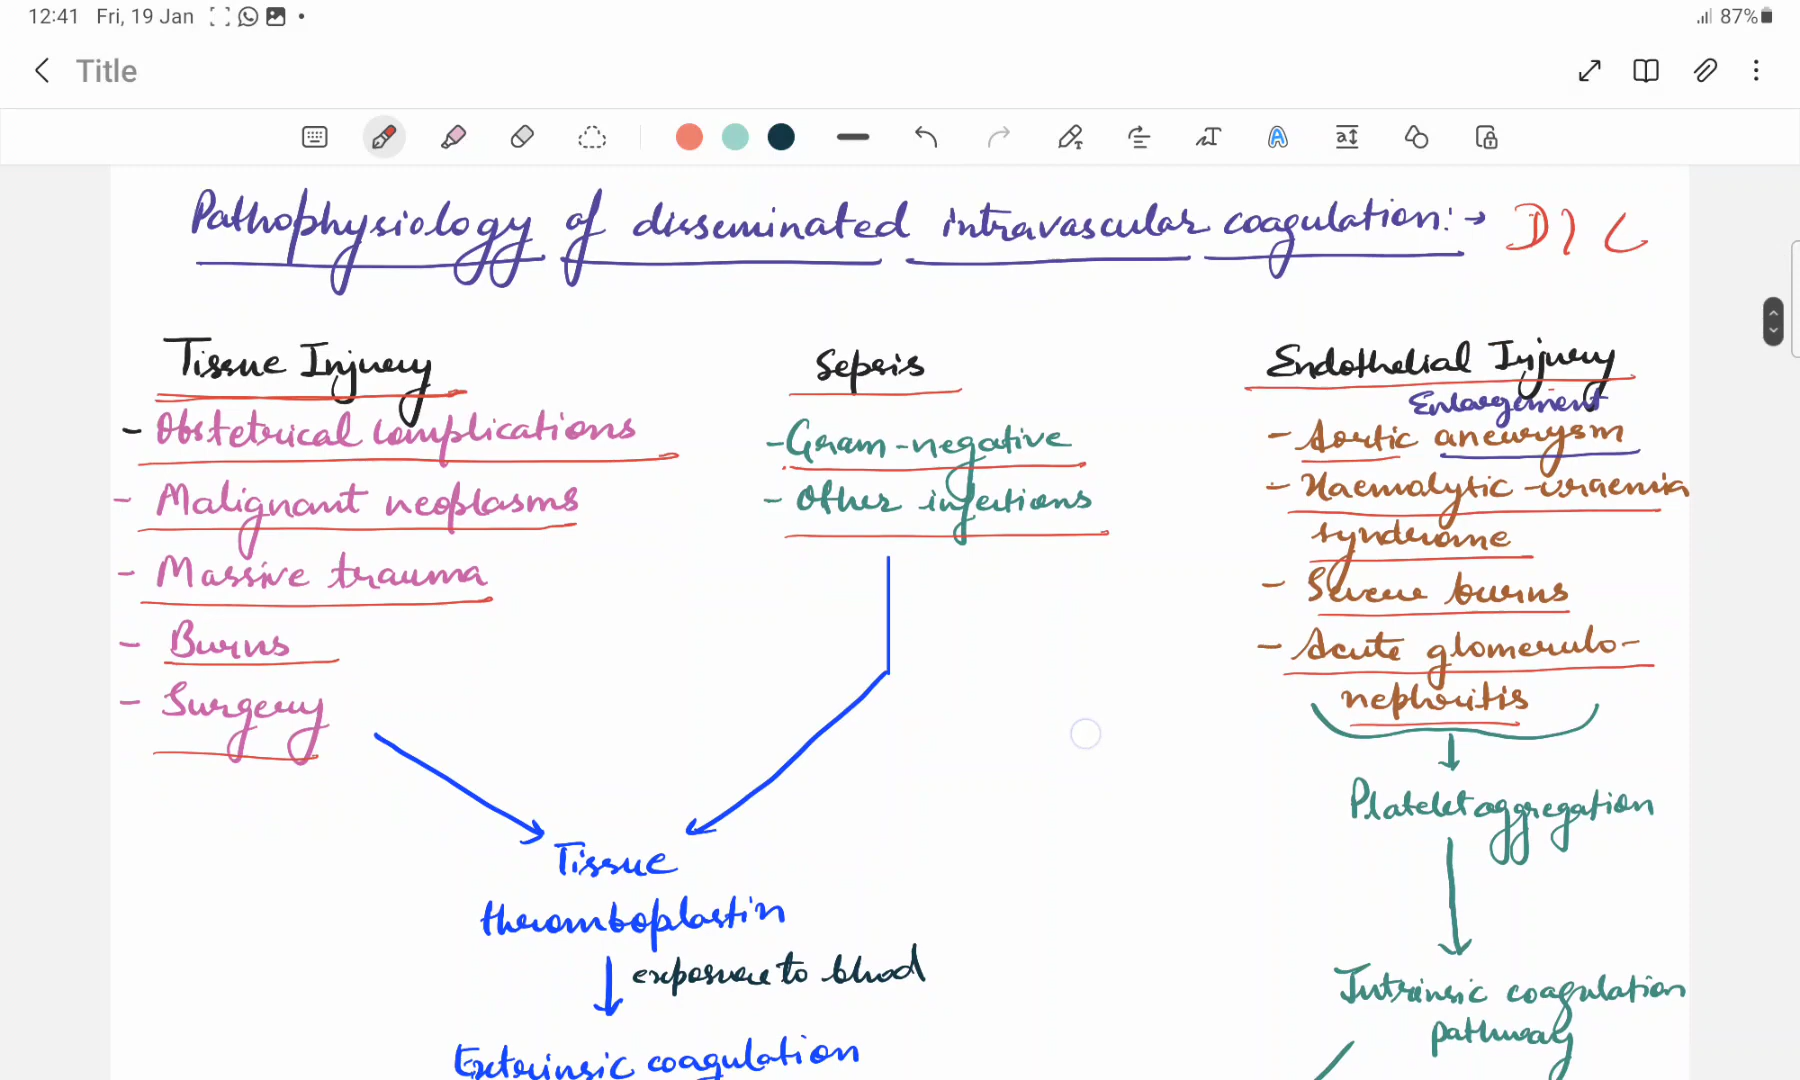 12:41 Fri, 19 Jan
87%
Title
Pathophysiology of disseminated intravascular coagulation:→ DIC
Tissue Injury
- Obstetrical complications
- Malignant neoplasms
- Massive trauma
- Burns
- Surgery
Sepsis
- Gram-negative
- Other infections
Endothelial Injury
Enlargement
- Aortic aneurysm
- Haemolytic-uraemia
syndrome
- Severe burns
- Acute glomerulo-
nephritis
Platelet aggregation
Intrinsic coagulation
pathway
Tissue
thromboplastin
exposure to blood
Extrinsic coagulation